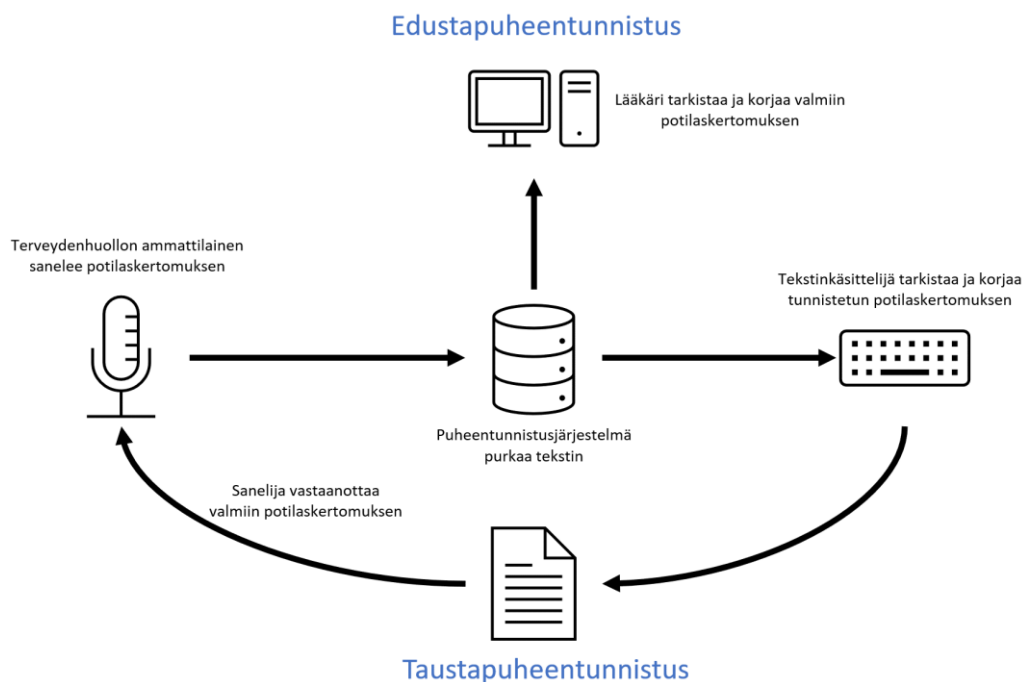 Edustapuheentunnistus
Lääkäri tarkistaa ja korjaa valmiin
potilaskertomuksen
Terveydenhuollon ammattilainen
sanelee potilaskertomuksen
Tekstinkäsittelijä tarkistaa ja korjaa
tunnistetun potilaskertomuksen
Puheentunnistusjärjestelmä
purkaa tekstin
Sanelija vastaanottaa
valmiin potilaskertomuksen
Taustapuheentunnistus